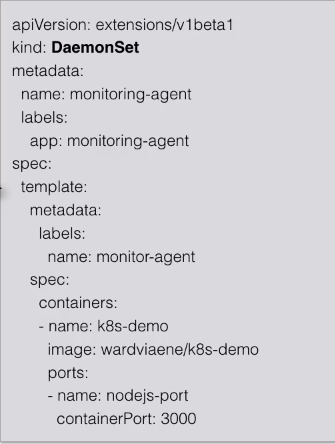 apiVersion: extensions/v1beta1
kind: DaemonSet
metadata:
  name: monitoring-agent
  labels:
    app: monitoring-agent
spec:
  template:
    metadata:
      labels:
        name: monitor-agent
    spec:
      containers:
      - name: k8s-demo
        image: wardviaene/k8s-demo
        ports:
        - name: nodejs-port
          containerPort: 3000